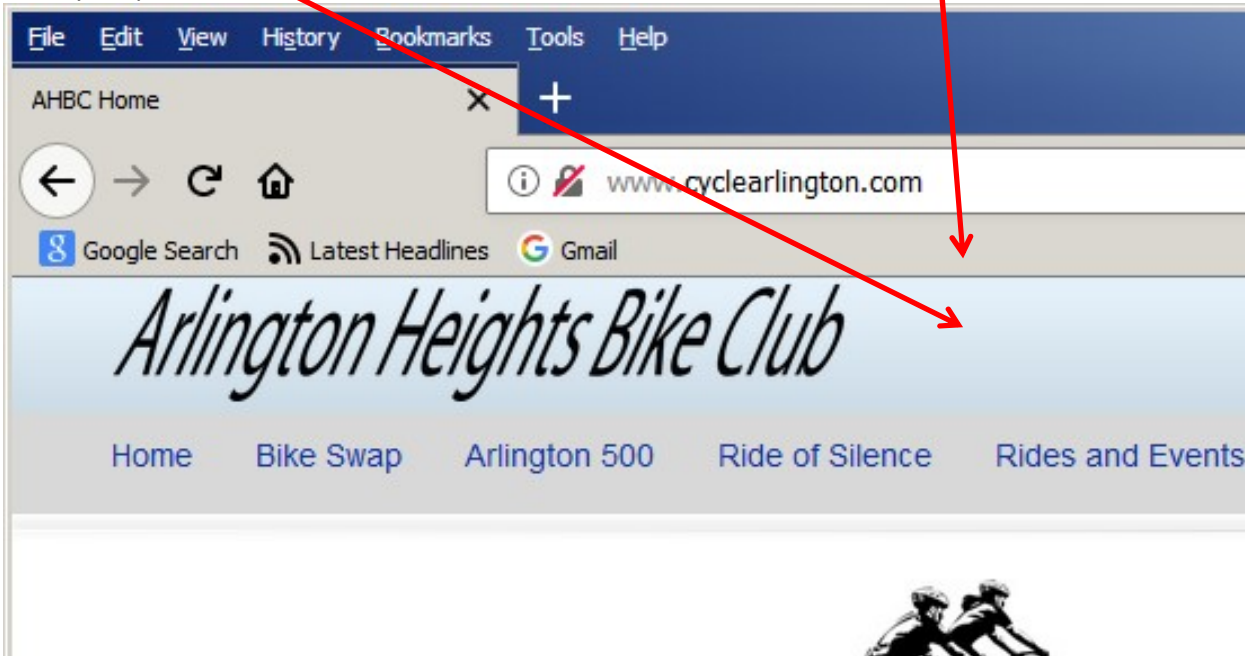 File Edit View History Bookmarks Tools Help
AHBC Home
www.cyclearlington.com
Google Search Latest Headlines Gmail
Arlington Heights Bike Club
Home Bike Swap Arlington 500 Ride of Silence Rides and Events